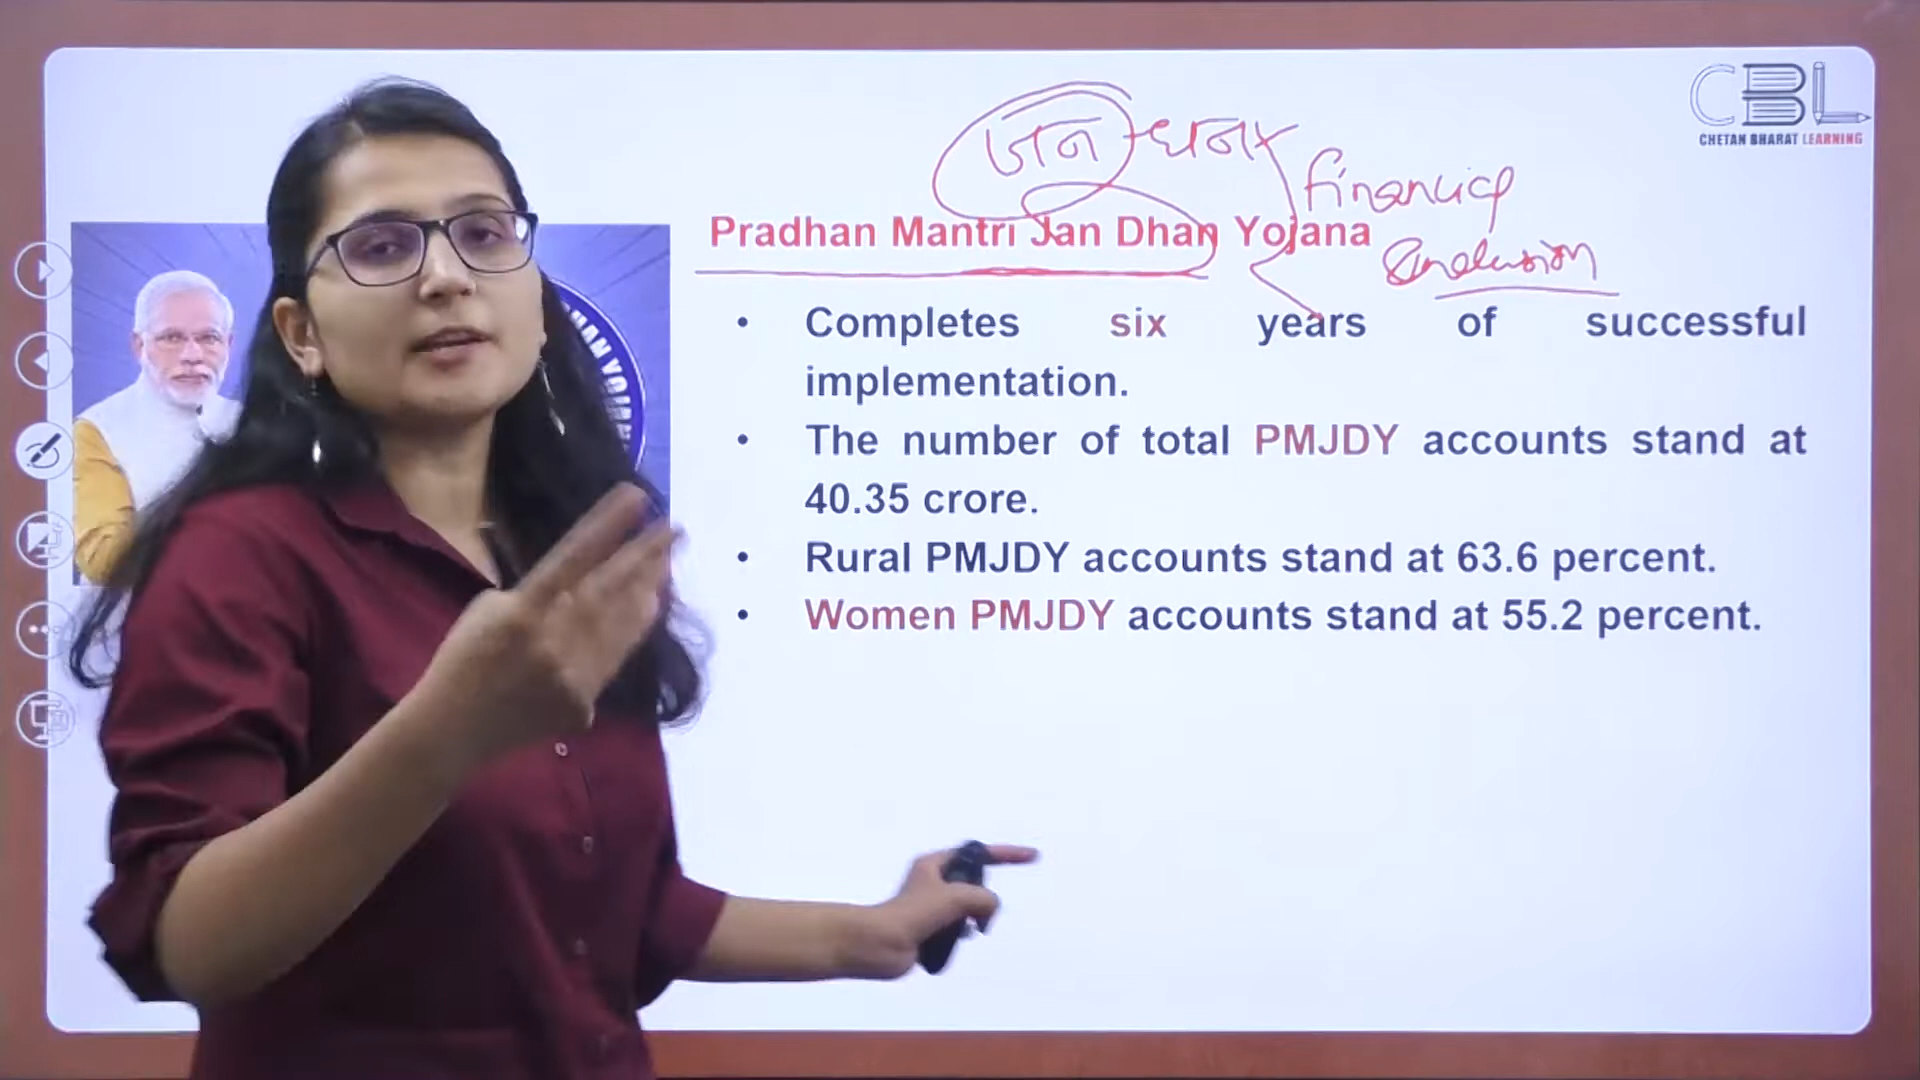 CBL
CHETAN BHARAT LEARNING
जन धन
Financial
Inclusion
Pradhan Mantri Jan Dhan Yojana
• Completes six years of successful
implementation.
• The number of total PMJDY accounts stand at
40.35 crore.
• Rural PMJDY accounts stand at 63.6 percent.
• Women PMJDY accounts stand at 55.2 percent.